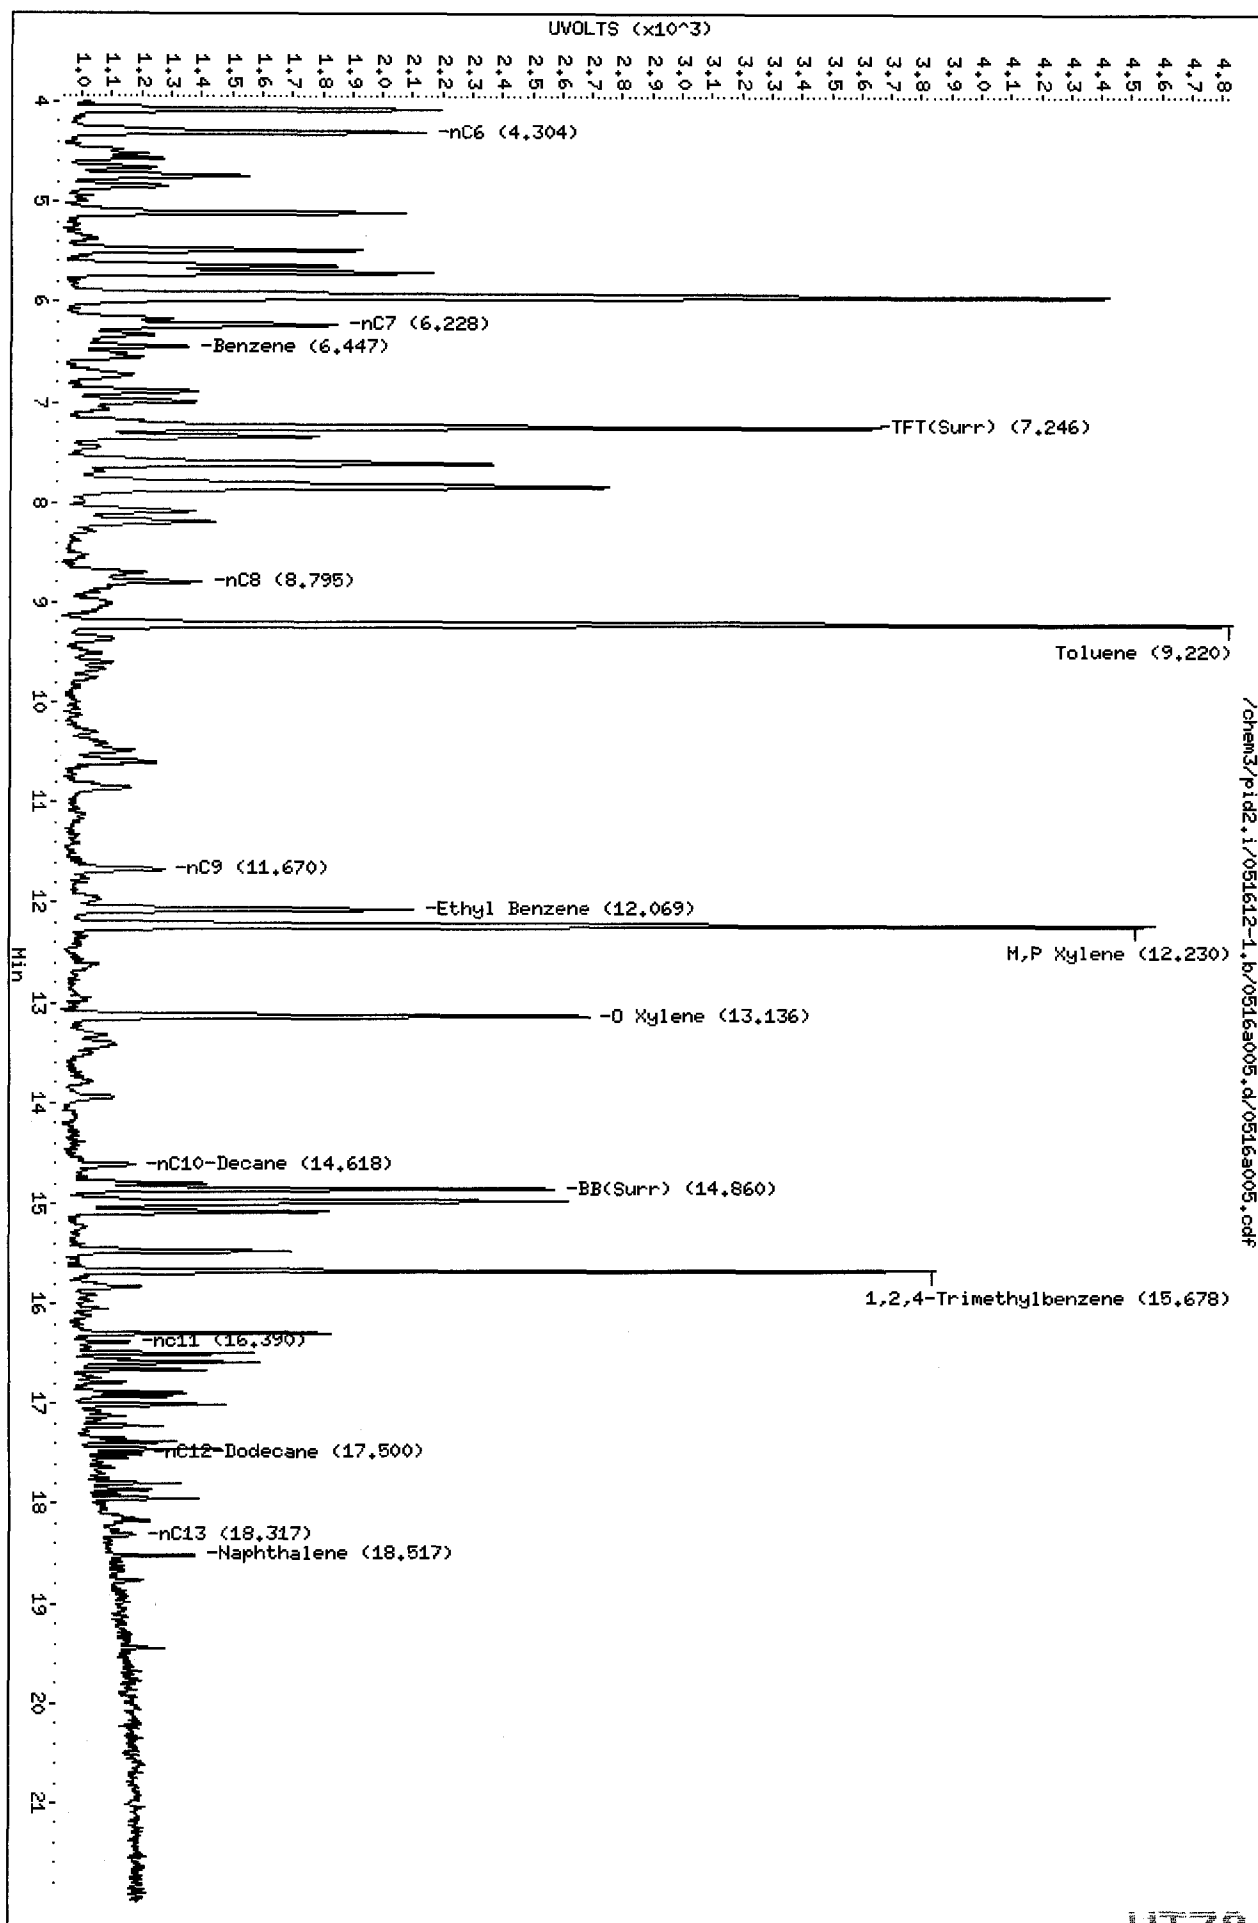 /chem3/pid2.i/051612-1.b/0516a005.d/0516a005.cdf
UVOLTS (x10^3)
4.8
4.7
4.6
4.5
4.4
4.3
4.2
4.1
4.0
3.9
3.8
3.7
3.6
3.5
3.4
3.3
3.2
3.1
3.0
2.9
2.8
2.7
2.6
2.5
2.4
2.3
2.2
2.1
2.0
1.9
1.8
1.7
1.6
1.5
1.4
1.3
1.2
1.1
1.0
-nC6 (4.304)
-nC7 (6.228)
-Benzene (6.447)
-TFT(Surr) (7.246)
-nC8 (8.795)
Toluene (9.220)
-nC9 (11.670)
-Ethyl Benzene (12.069)
M,P Xylene (12.230)
-O Xylene (13.136)
-nC10-Decane (14.618)
-BB(Surr) (14.860)
1,2,4-Trimethylbenzene (15.678)
-nc11 (16.390)
-nC12-Dodecane (17.500)
-nC13 (18.317)
-Naphthalene (18.517)
4 5 6 7 8 9 10 11 12 13 14 15 16 17 18 19 20 21
Min